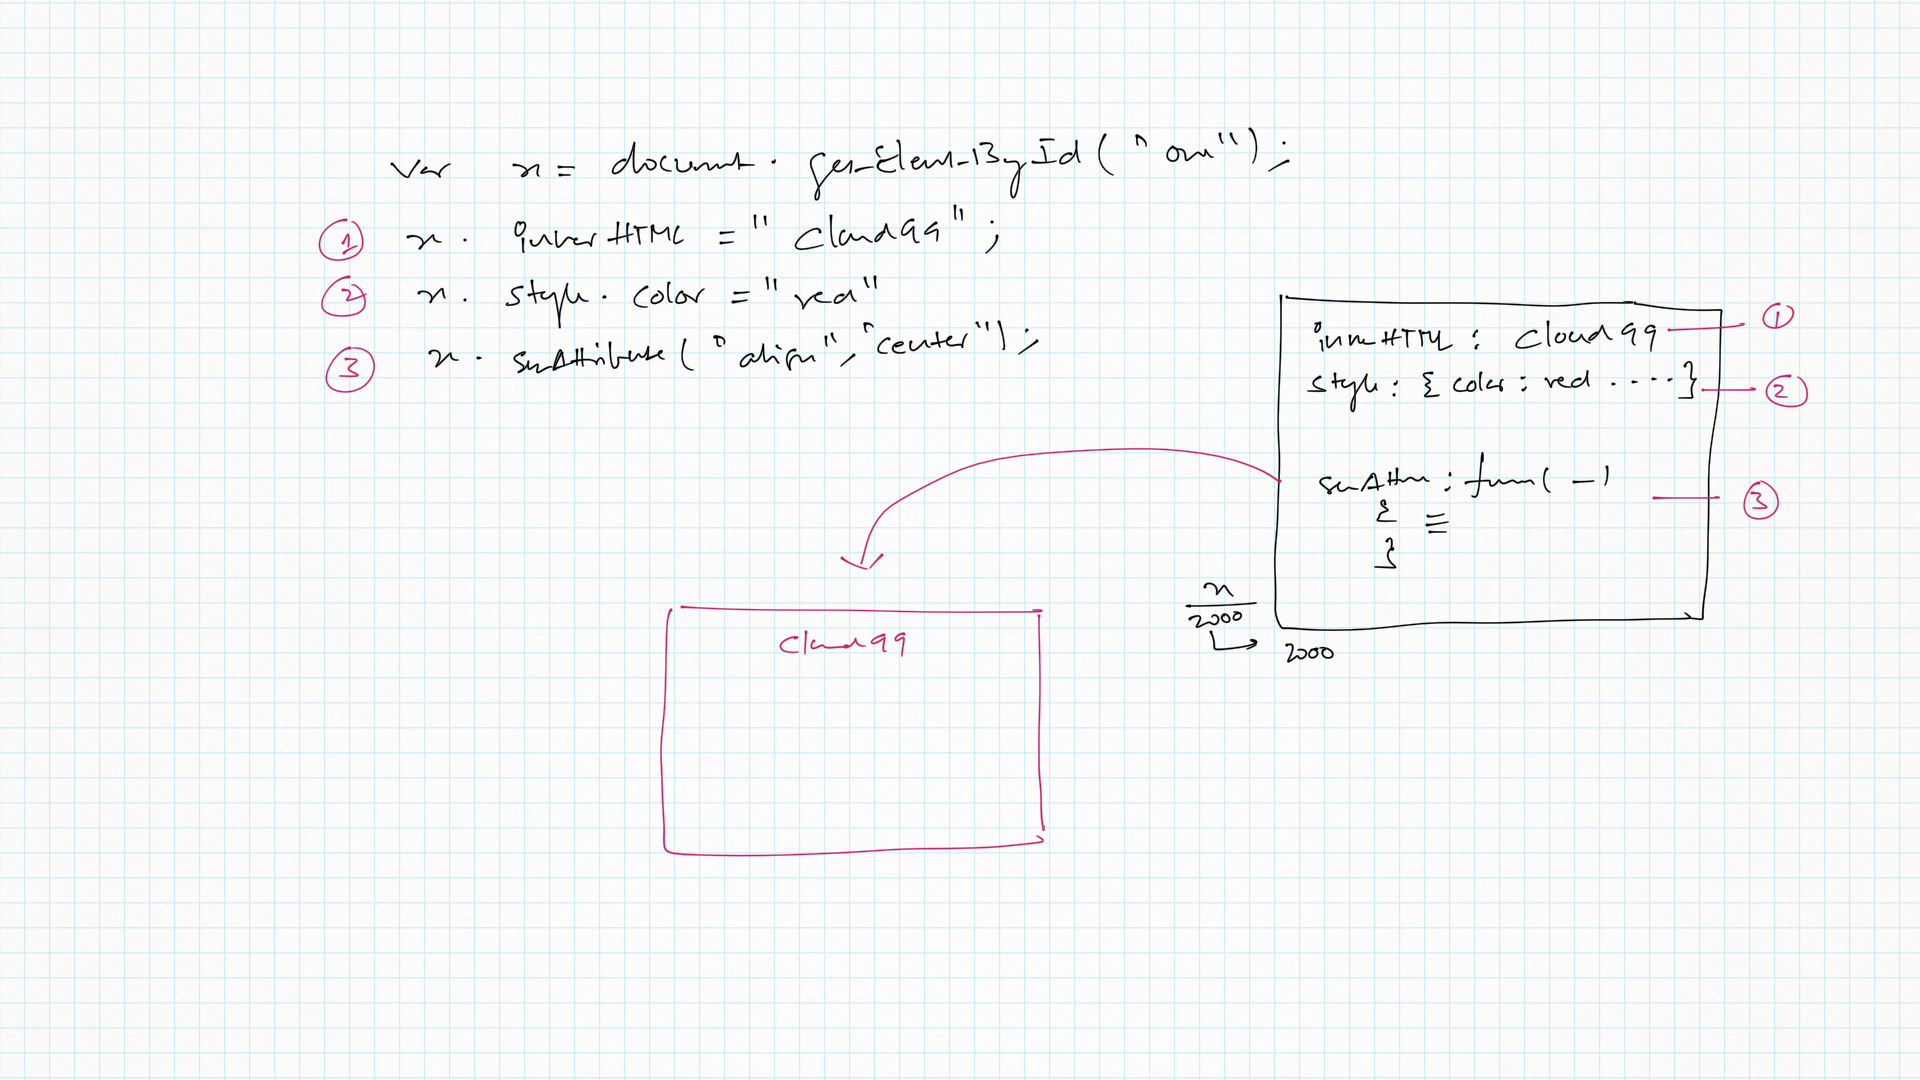 var x = document. getElementById ("one");
① x. innerHTML = "Cloud99";
② x. style. color = "red"
③ x. setAttribute ("align", "center");
innerHTML : Cloud99 ①
style : { color : red ....} ②
setAttr : fun( - ) ③
{
}
x
2000
2000
Cloud99